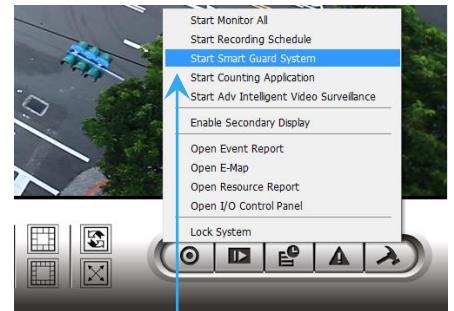 Start Monitor All
Start Recording Schedule
Start Smart Guard System
Start Counting Application
Start Adv Intelligent Video Surveillance
Enable Secondary Display
Open Event Report
Open E-Map
Open Resource Report
Open I/O Control Panel
Lock System